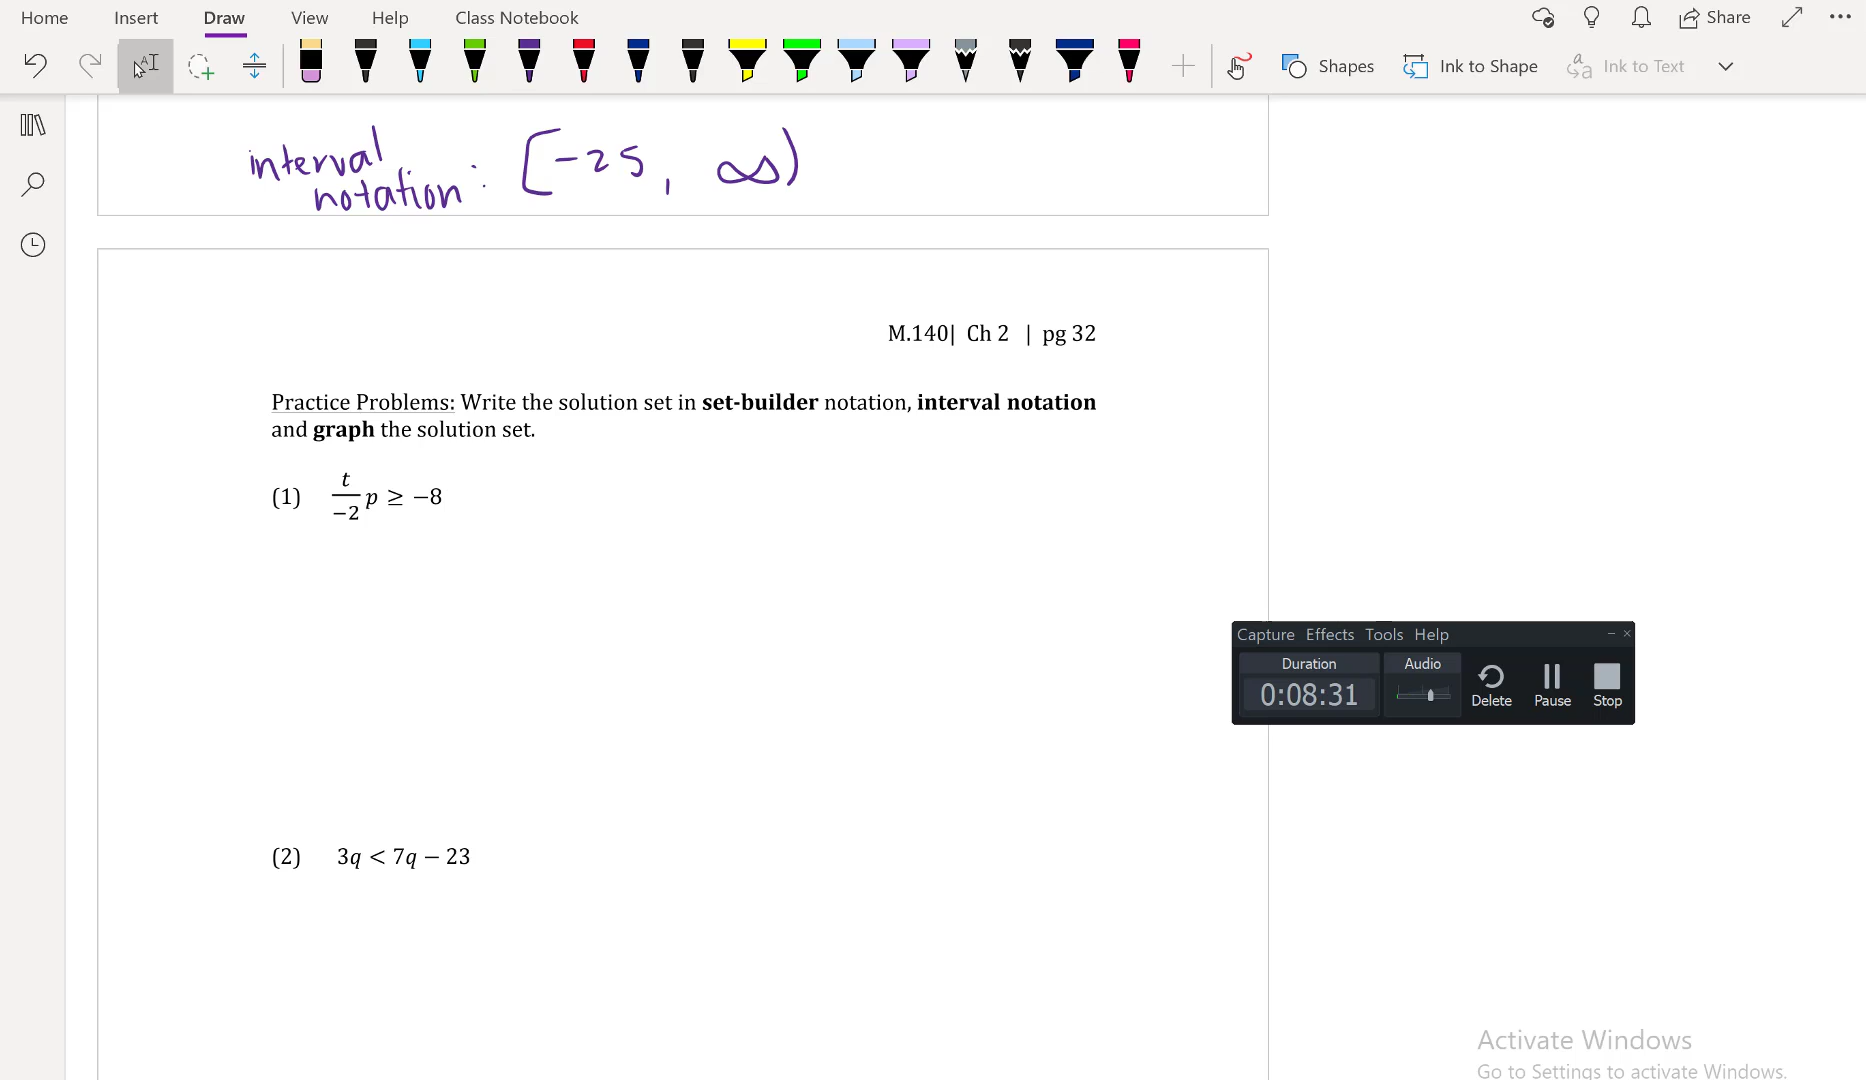 Home Insert Draw View Help Class Notebook Share
Shapes Ink to Shape Ink to Text
interval
notation: [-25, ∞)
M.140| Ch 2 | pg 32
Practice Problems: Write the solution set in set-builder notation, interval notation
and graph the solution set.
(1) t/-2 p ≥ −8
Capture Effects Tools Help
Duration Audio
0:08:31
Delete Pause Stop
(2) 3q < 7q − 23
Activate Windows
Go to Settings to activate Windows.